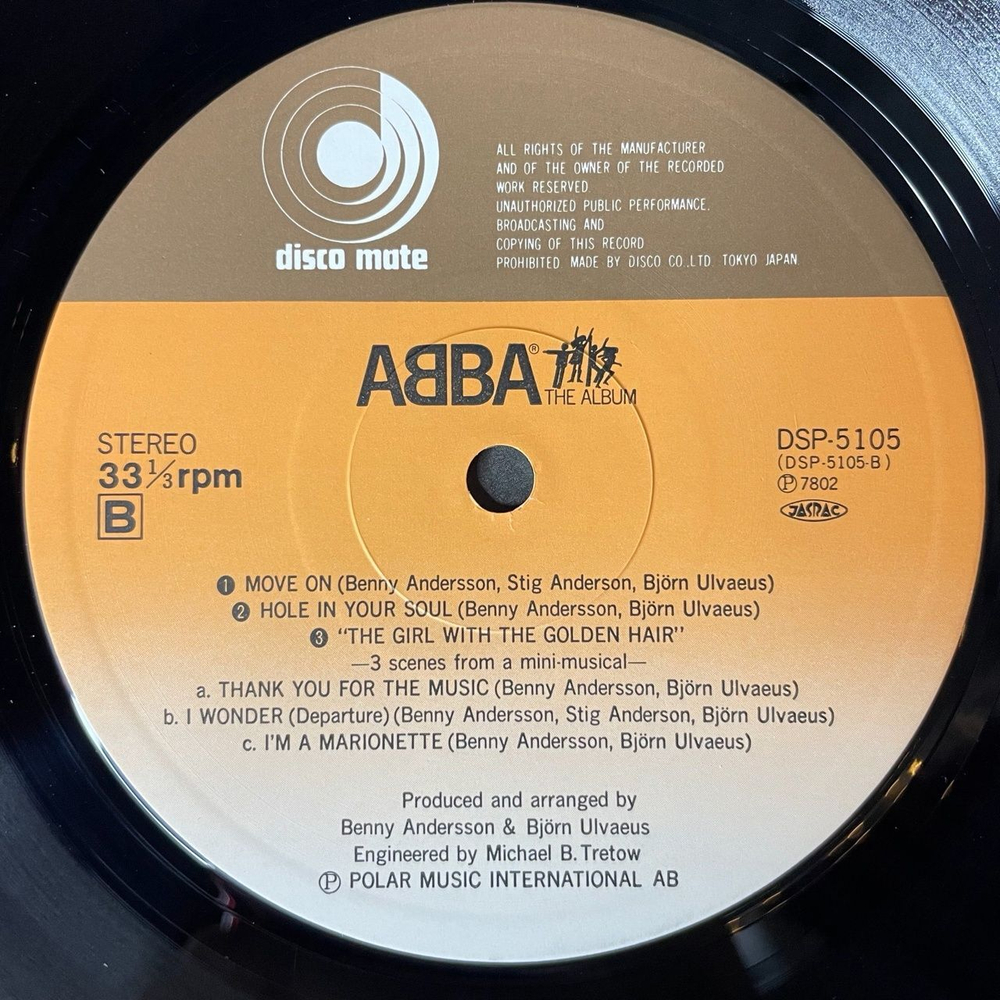 disco mate
ALL RIGHTS OF THE MANUFACTURER
AND OF THE OWNER OF THE RECORDED
WORK RESERVED
UNAUTHORIZED PUBLIC PERFORMANCE.
BROADCASTING AND
COPYING OF THIS RECORD
PROHIBITED MADE BY DISCO CO.,LTD. TOKYO JAPAN
ABBA®
THE ALBUM
STEREO
33 1/3 rpm
B
DSP-5105
(DSP-5105-B)
℗7802
JASRAC
❶ MOVE ON (Benny Andersson, Stig Anderson, Björn Ulvaeus)
❷ HOLE IN YOUR SOUL (Benny Andersson, Björn Ulvaeus)
❸ “THE GIRL WITH THE GOLDEN HAIR”
—3 scenes from a mini-musical—
a. THANK YOU FOR THE MUSIC (Benny Andersson, Björn Ulvaeus)
b. I WONDER (Departure) (Benny Andersson, Stig Anderson, Björn Ulvaeus)
c. I'M A MARIONETTE (Benny Andersson, Björn Ulvaeus)
Produced and arranged by
Benny Andersson & Björn Ulvaeus
Engineered by Michael B. Tretow
℗ POLAR MUSIC INTERNATIONAL AB